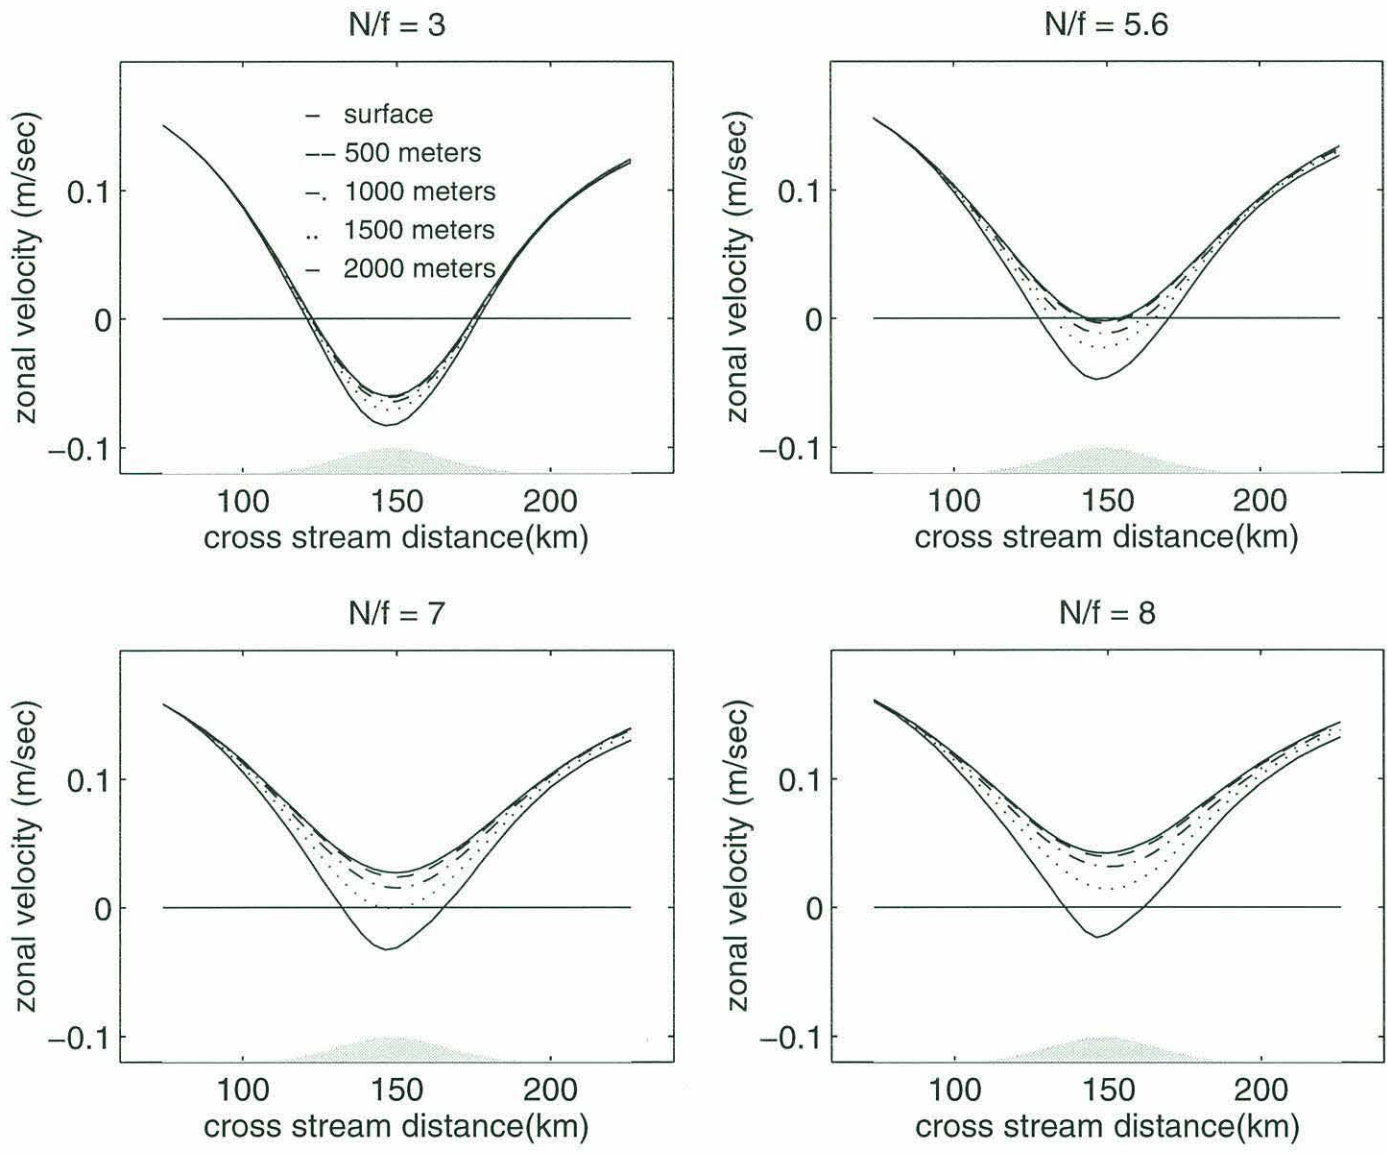 N/f = 3
zonal velocity (m/sec)
0.1
0
−0.1
– surface
–– 500 meters
–. 1000 meters
.. 1500 meters
– 2000 meters
100 150 200
cross stream distance(km)
N/f = 5.6
zonal velocity (m/sec)
0.1
0
−0.1
100 150 200
cross stream distance(km)
N/f = 7
zonal velocity (m/sec)
0.1
0
−0.1
100 150 200
cross stream distance(km)
N/f = 8
zonal velocity (m/sec)
0.1
0
−0.1
100 150 200
cross stream distance(km)